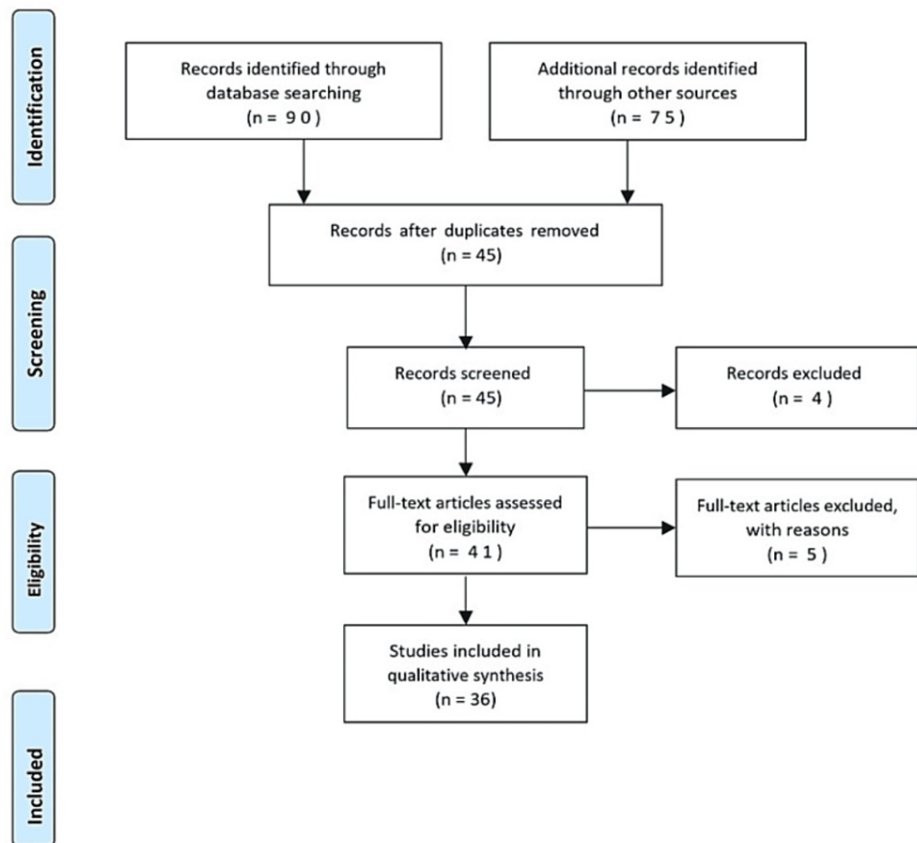 Identification
Records identified through
database searching
(n = 9 0 )
Additional records identified
through other sources
(n = 7 5 )
Records after duplicates removed
(n = 45)
Screening
Records screened
(n = 45)
Records excluded
(n = 4 )
Eligibility
Full-text articles assessed
for eligibility
(n = 4 1 )
Full-text articles excluded,
with reasons
(n = 5 )
Studies included in
qualitative synthesis
(n = 36)
Included